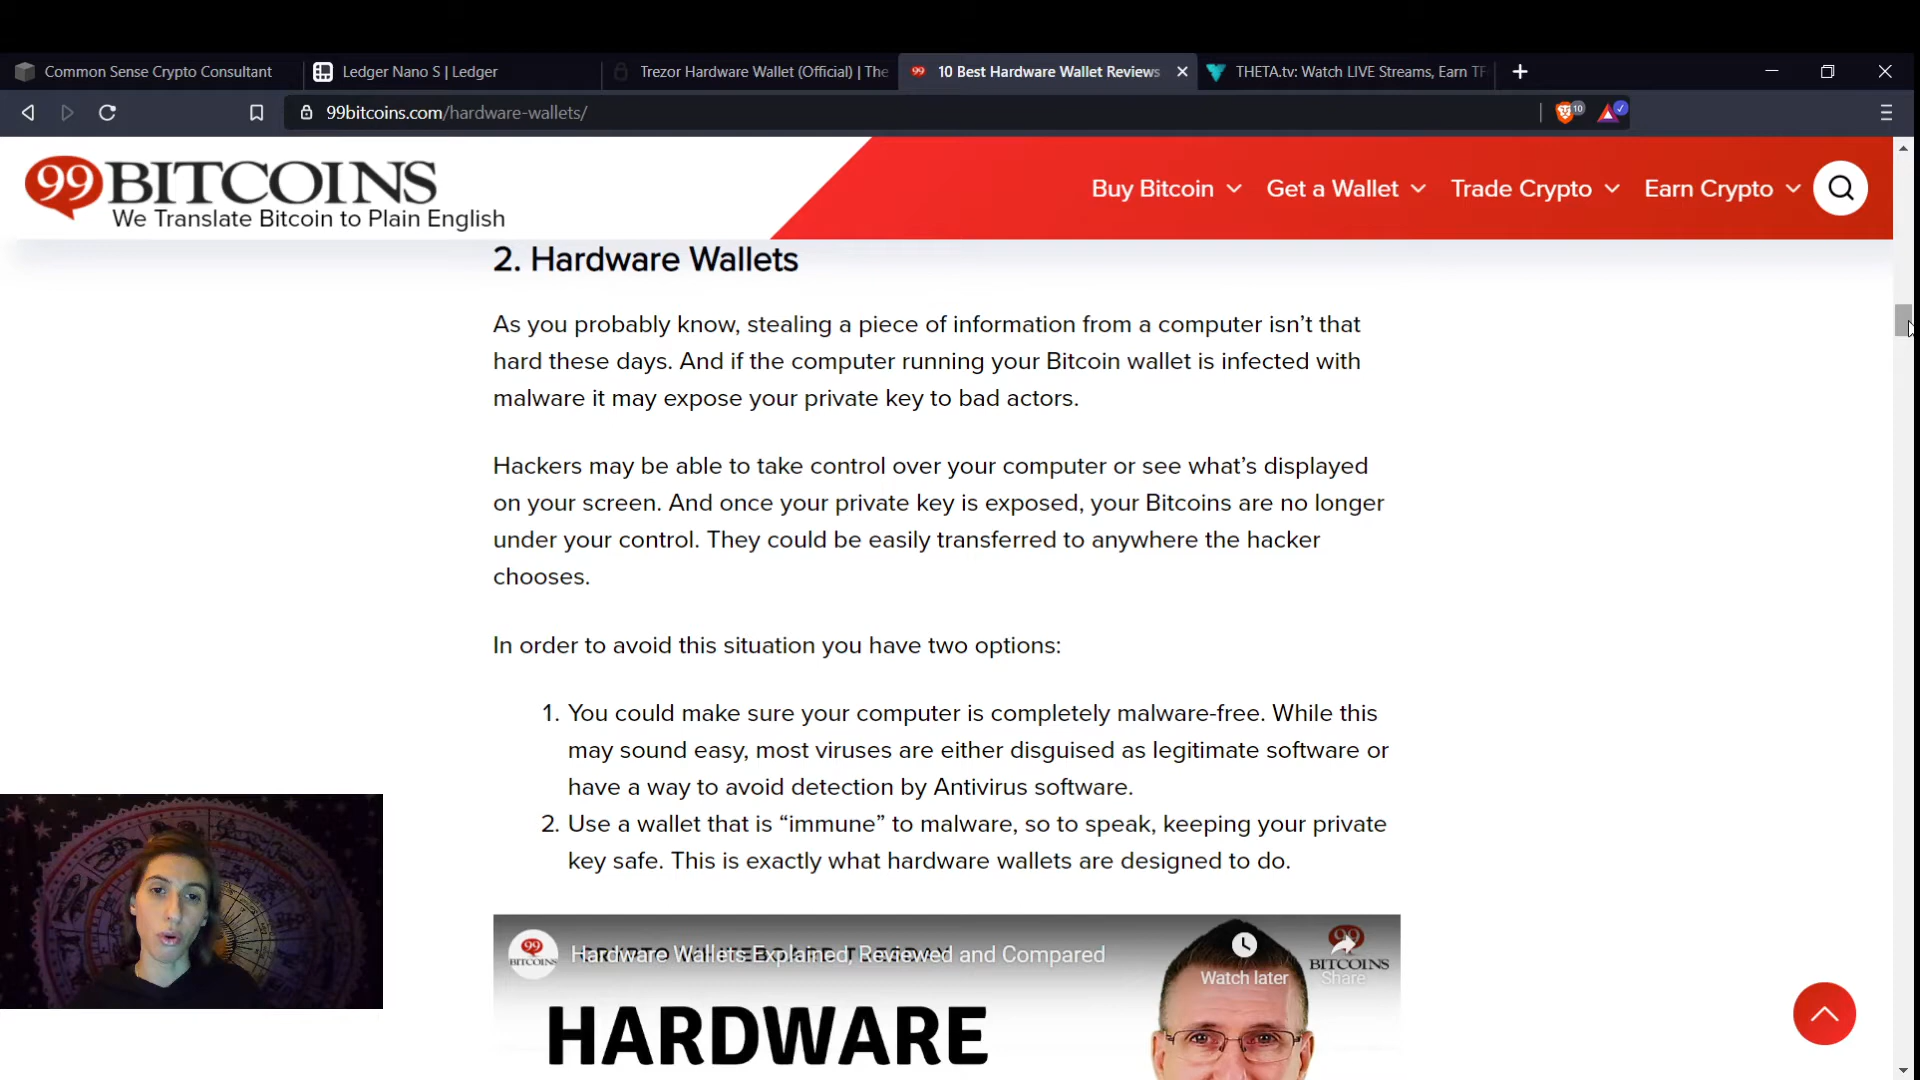 Common Sense Crypto Consultant
Ledger Nano S | Ledger
Trezor Hardware Wallet (Official) | The
99 10 Best Hardware Wallet Reviews
THETA.tv: Watch LIVE Streams, Earn TF
99bitcoins.com/hardware-wallets/
10
99 BITCOINS
We Translate Bitcoin to Plain English
Buy Bitcoin
Get a Wallet
Trade Crypto
Earn Crypto
2. Hardware Wallets
As you probably know, stealing a piece of information from a computer isn’t that
hard these days. And if the computer running your Bitcoin wallet is infected with
malware it may expose your private key to bad actors.
Hackers may be able to take control over your computer or see what’s displayed
on your screen. And once your private key is exposed, your Bitcoins are no longer
under your control. They could be easily transferred to anywhere the hacker
chooses.
In order to avoid this situation you have two options:
1. You could make sure your computer is completely malware-free. While this
may sound easy, most viruses are either disguised as legitimate software or
have a way to avoid detection by Antivirus software.
2. Use a wallet that is “immune” to malware, so to speak, keeping your private
key safe. This is exactly what hardware wallets are designed to do.
99 BITCOINS
Hardware Wallets Explained, Reviewed and Compared
Watch later
Share
99 BITCOINS
HARDWARE